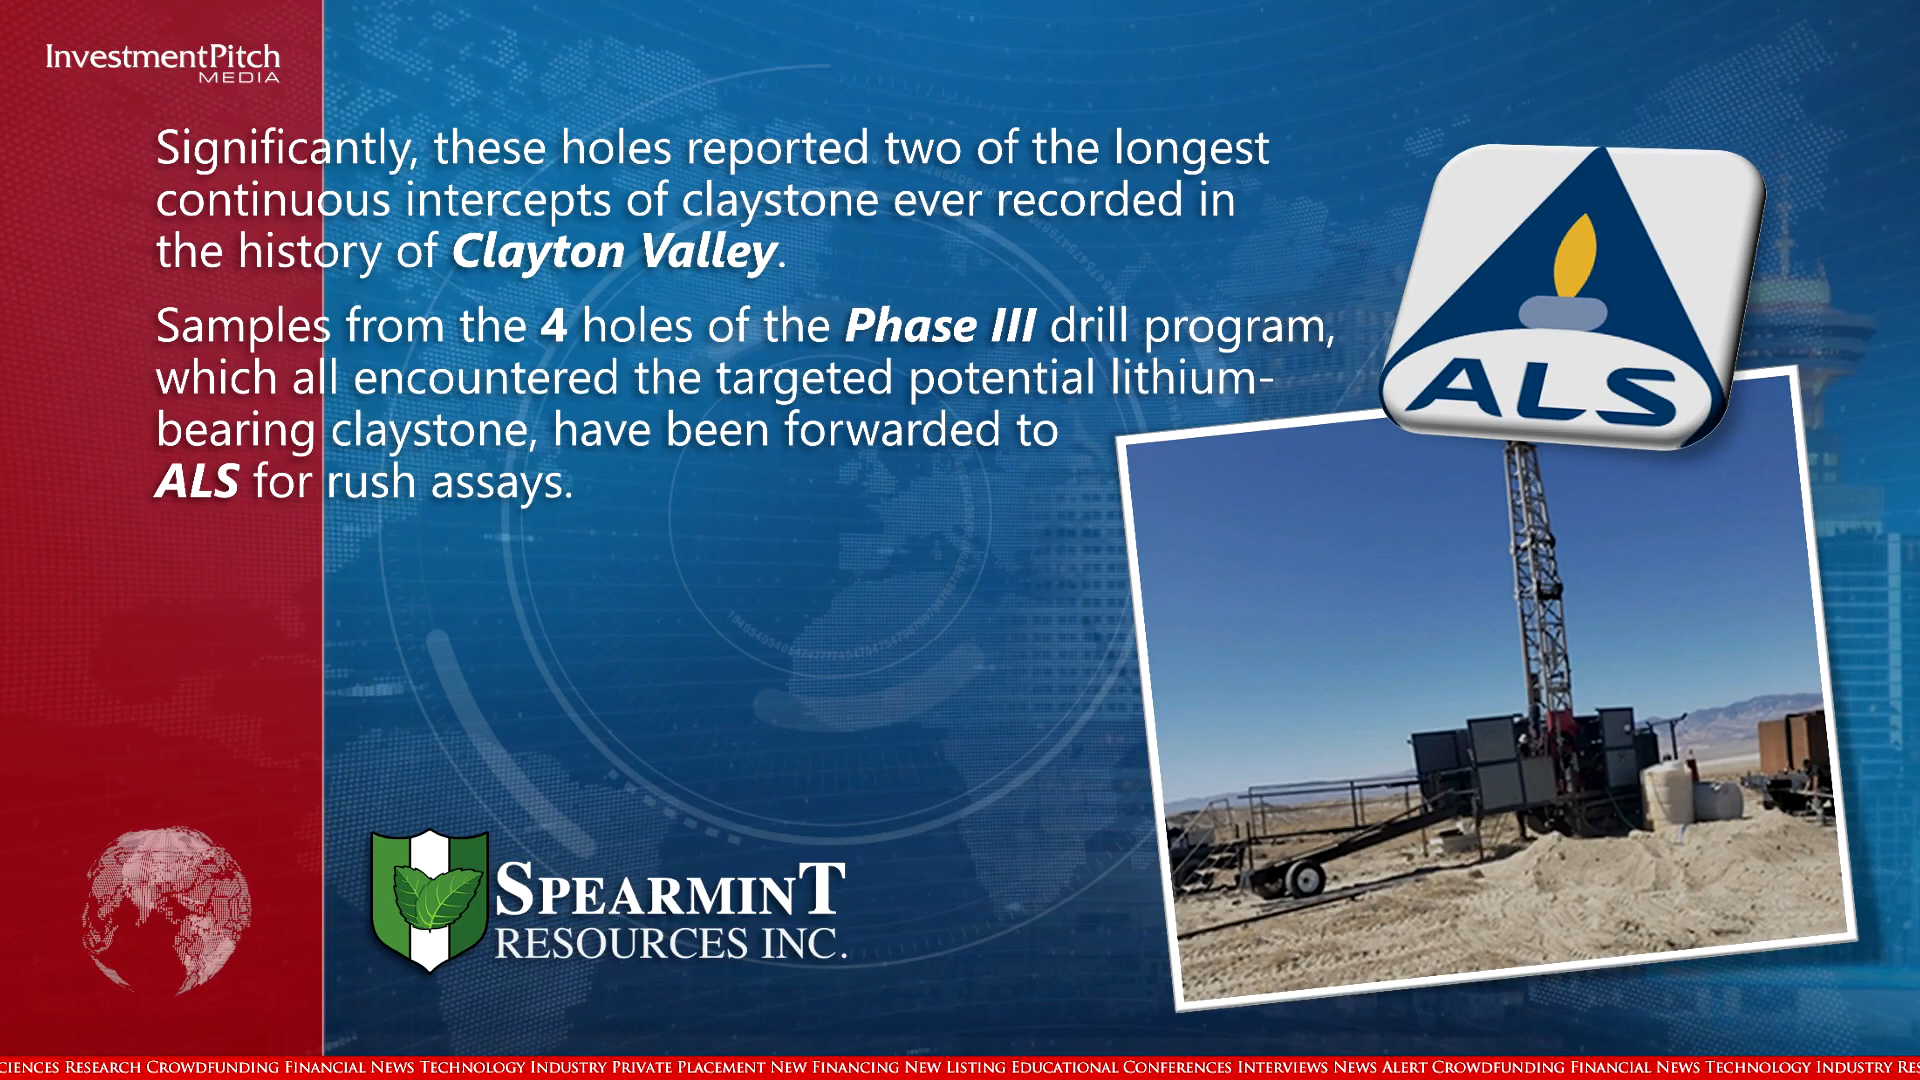 InvestmentPitch
MEDIA
Significantly, these holes reported two of the longest
continuous intercepts of claystone ever recorded in
the history of Clayton Valley.
Samples from the 4 holes of the Phase III drill program,
which all encountered the targeted potential lithium-
bearing claystone, have been forwarded to
ALS for rush assays.
ALS
SPEARMINT
RESOURCES INC.
CIENCES RESEARCH CROWDFUNDING FINANCIAL NEWS TECHNOLOGY INDUSTRY PRIVATE PLACEMENT NEW FINANCING NEW LISTING EDUCATIONAL CONFERENCES INTERVIEWS NEWS ALERT CROWDFUNDING FINANCIAL NEWS TECHNOLOGY INDUSTRY RES